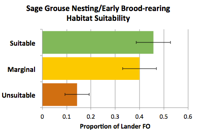 Sage Grouse Nesting/Early Brood-rearing
Habitat Suitability
Suitable
Marginal
Unsuitable
0 0.1 0.2 0.3 0.4 0.5 0.6
Proportion of Lander FO